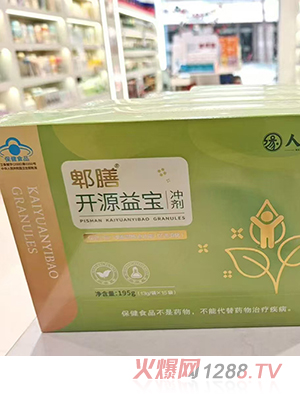 保健食品
KAIYUANYIBAO
GRANULES
郫膳®
开源益宝
冲剂
PISHAN KAIYUANYIBAO GRANULES
人
净含量:195g
保健食品不是药物，不能代替药物治疗疾病。
火爆网1288.TV